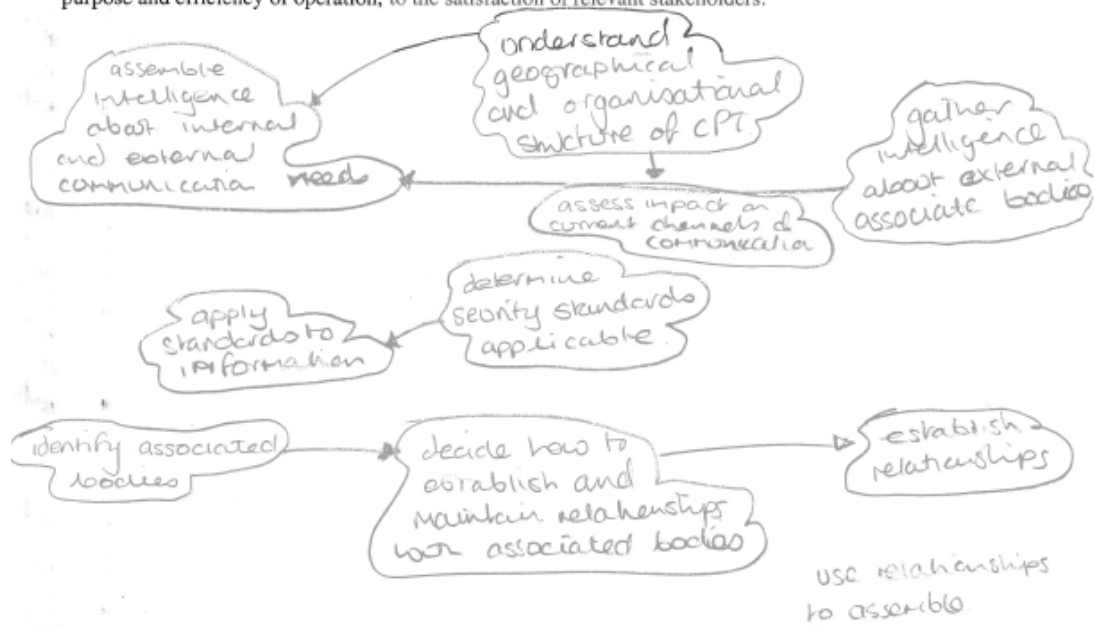 purpose and efficiency of operation, to the satisfaction of relevant stakeholders.
assemble
intelligence
about internal
and external
communication needs
understand
geographical
and organisational
structure of CPT
gather
intelligence
about external
associate bodies
assess impact on
current channels of
communication
determine
security standards
applicable
apply
standards to
information
identify associated
bodies
decide how to
establish and
maintain relationships
with associated bodies
establish
relationships
use relationships
to assemble